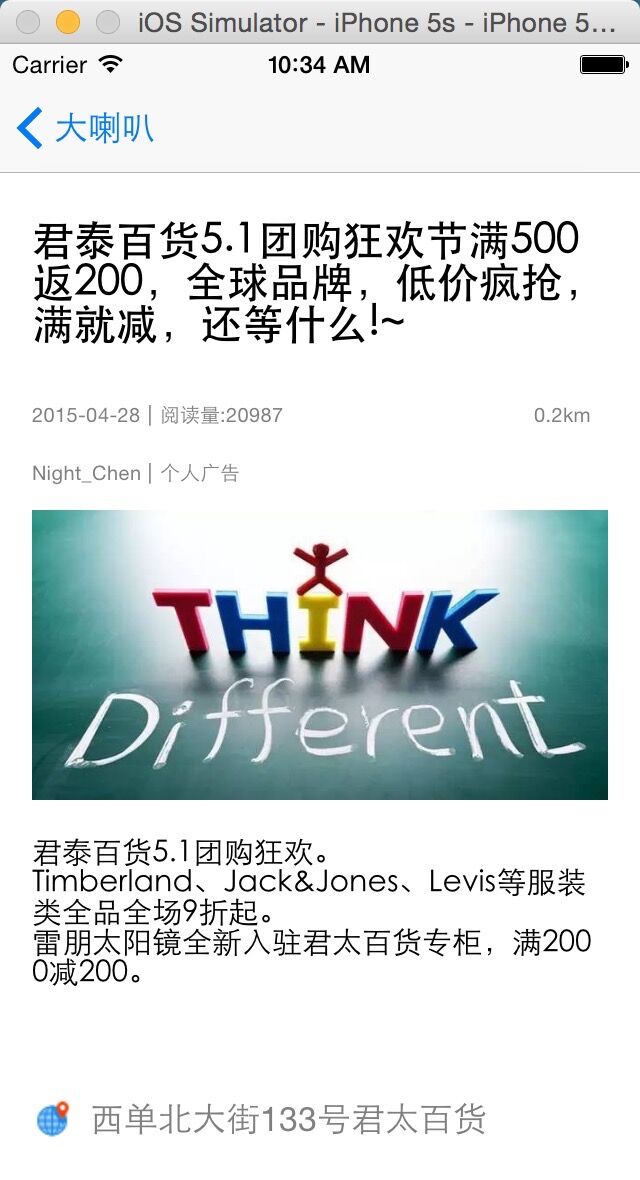 iOS Simulator - iPhone 5s - iPhone 5...
Carrier 10:34 AM
大喇叭
君泰百货5.1团购狂欢节满500
返200，全球品牌，低价疯抢，
满就减，还等什么!~
2015-04-28 | 阅读量:20987 0.2km
Night_Chen | 个人广告
THINK
Different
君泰百货5.1团购狂欢。
Timberland、Jack&Jones、Levis等服装
类全品全场9折起。
雷朋太阳镜全新入驻君太百货专柜，满200
0减200。
西单北大街133号君太百货